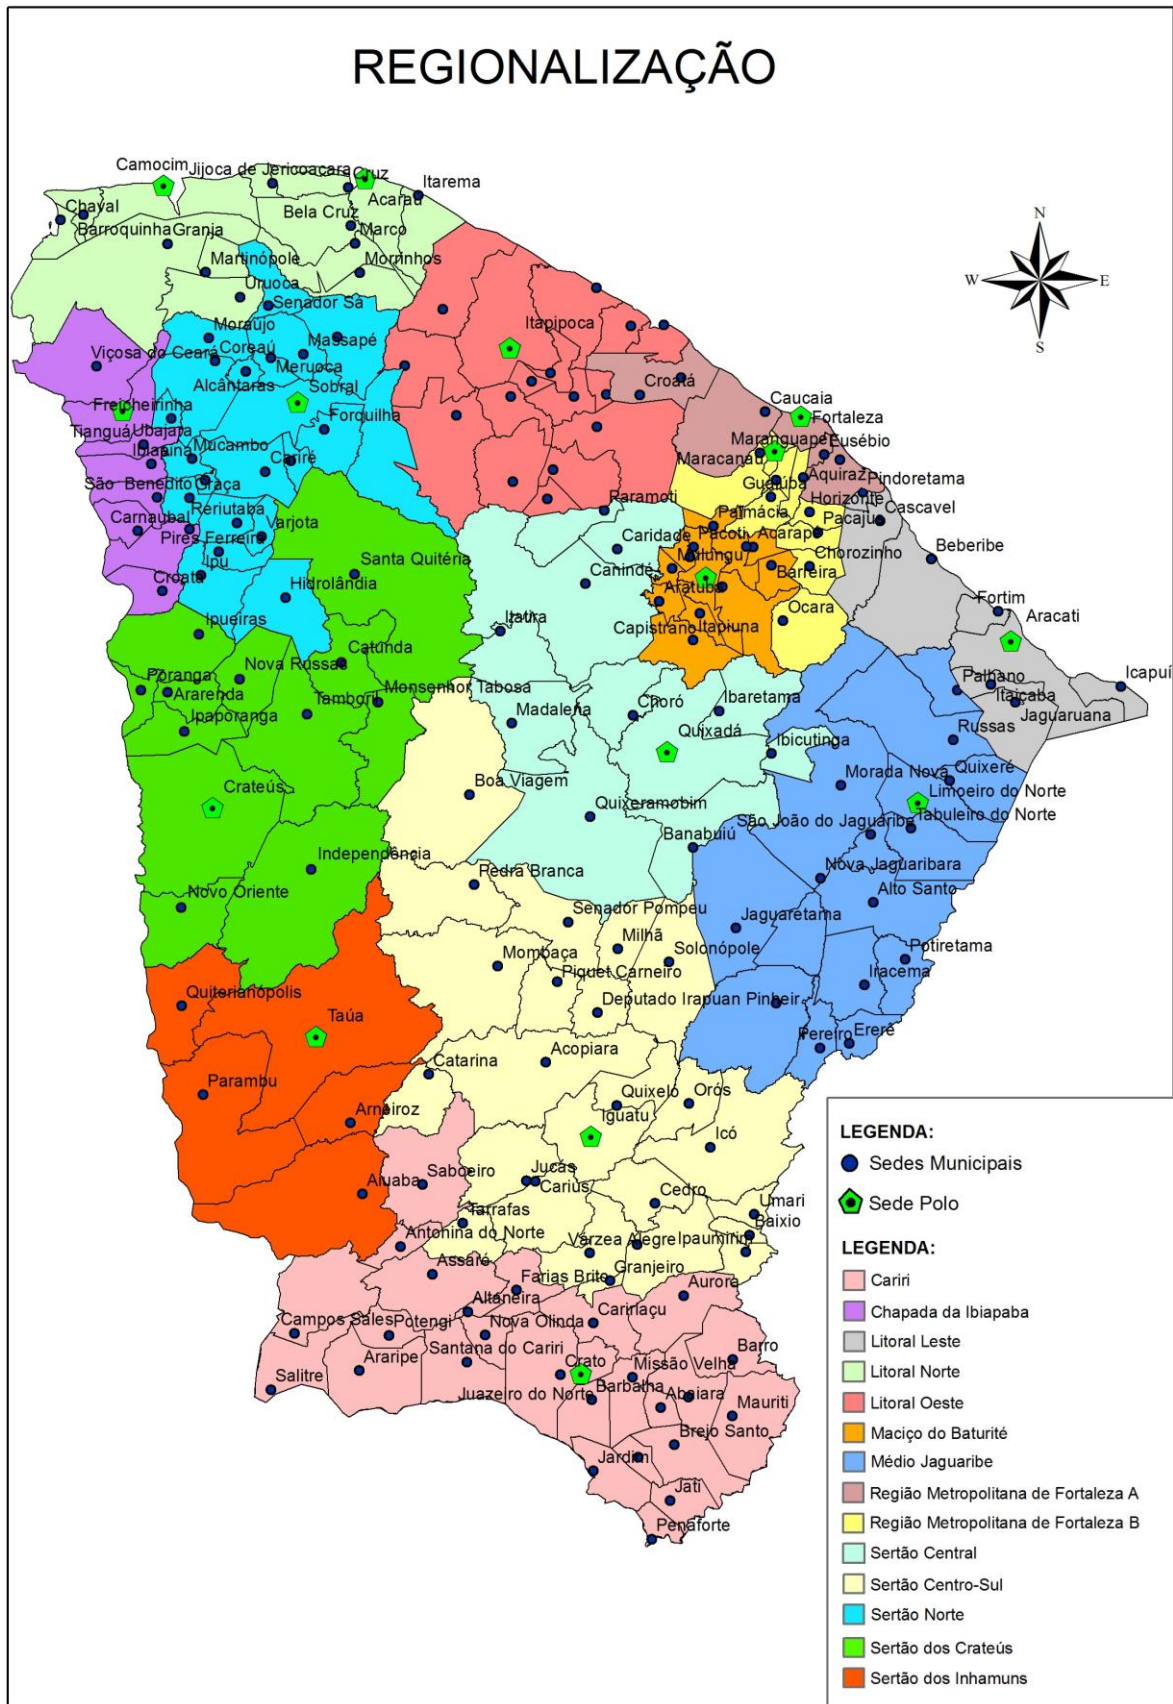 REGIONALIZAÇÃO
Camocim
Jijoca de Jericoacara
Cruz
Itarema
Chaval
Acaraú
Bela Cruz
Barroquinha
Granja
Marco
Martinópole
Morrinhos
N
W
E
S
Uruoca
Senador Sá
Moraújo
Itapipoca
Viçosa do Ceará
Coreaú
Massapê
Meruoca
Alcântaras
Sobral
Croatá
Freicheirinha
Forquilha
Caucaia
Fortaleza
Tianguá
Ubajara
Mucambo
Maranguape
Eusébio
Ibiapina
Cariré
Maracanaú
Aquiraz
Pindoretama
São Benedito
Graça
Guaiúba
Horizonte
Cascavel
Reriutaba
Paramoti
Palmácia
Pacajus
Carnaubal
Varjota
Pires Ferreira
Caridade
Pacoti
Acarape
Chorozinho
Beberibe
Ipu
Santa Quitéria
Mulungu
Canindé
Barreira
Croatá
Hidrolândia
Aratuba
Ocara
Fortim
Aracati
Ipueiras
Itatira
Capistrano
Itapiuna
Catunda
Poranga
Nova Russas
Palhano
Icapuí
Ararenda
Monsenhor Tabosa
Ibaretama
Itaiçaba
Tamboril
Madalena
Choró
Jaguaruana
Ipaporanga
Quixadá
Russas
Ibicutinga
Crateús
Boa Viagem
Morada Nova
Quixeré
Limoeiro do Norte
Quixeramobim
São João do Jaguaribe
Tabuleiro do Norte
Banabuiú
Independência
Nova Jaguaribara
Pedra Branca
Alto Santo
Novo Oriente
Senador Pompeu
Jaguaretama
Milhã
Solonópole
Mombaça
Potiretama
Piquet Carneiro
Iracema
Quiterianópolis
Deputado Irapuan Pinheir
Taúa
Pereiro
Ererê
Acopiara
Catarina
Parambu
Quixelô
Orós
Arneiroz
Iguatu
Icó
Saboeiro
Jucás
Aiuaba
Cariús
Cedro
Umari
Tarrafas
Baixio
Antonina do Norte
Várzea Alegre
Ipaumirim
Assaré
Granjeiro
Farias Brito
Aurora
Altaneira
Caririaçu
Campos Sales
Potengi
Nova Olinda
Santana do Cariri
Crato
Missão Velha
Barro
Salitre
Araripe
Juazeiro do Norte
Barbalha
Abaiara
Mauriti
Brejo Santo
Jardim
Jati
Penaforte
LEGENDA:
Sedes Municipais
Sede Polo
LEGENDA:
Cariri
Chapada da Ibiapaba
Litoral Leste
Litoral Norte
Litoral Oeste
Maciço do Baturité
Médio Jaguaribe
Região Metropolitana de Fortaleza A
Região Metropolitana de Fortaleza B
Sertão Central
Sertão Centro-Sul
Sertão Norte
Sertão dos Crateús
Sertão dos Inhamuns